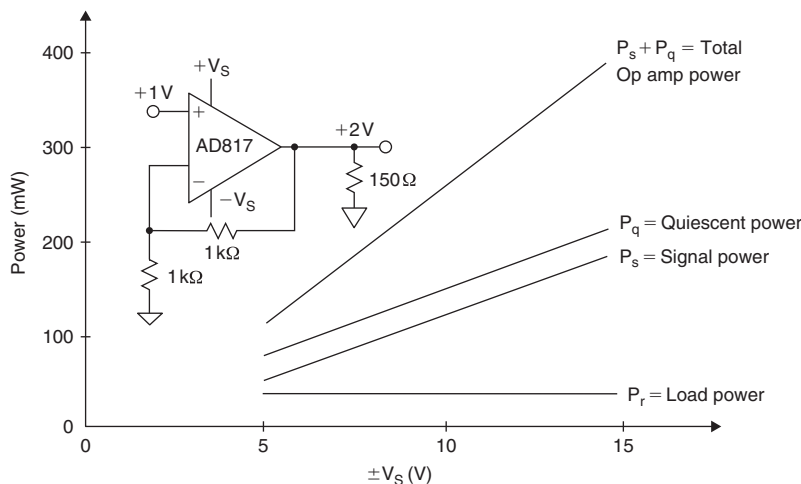 400
300
200
100
0
Power (mW)
+V_S
+1V
+
AD817
−
−V_S
+2V
150Ω
1kΩ
1kΩ
P_s + P_q = Total
Op amp power
P_q = Quiescent power
P_s = Signal power
P_r = Load power
0
5
10
15
±V_S (V)